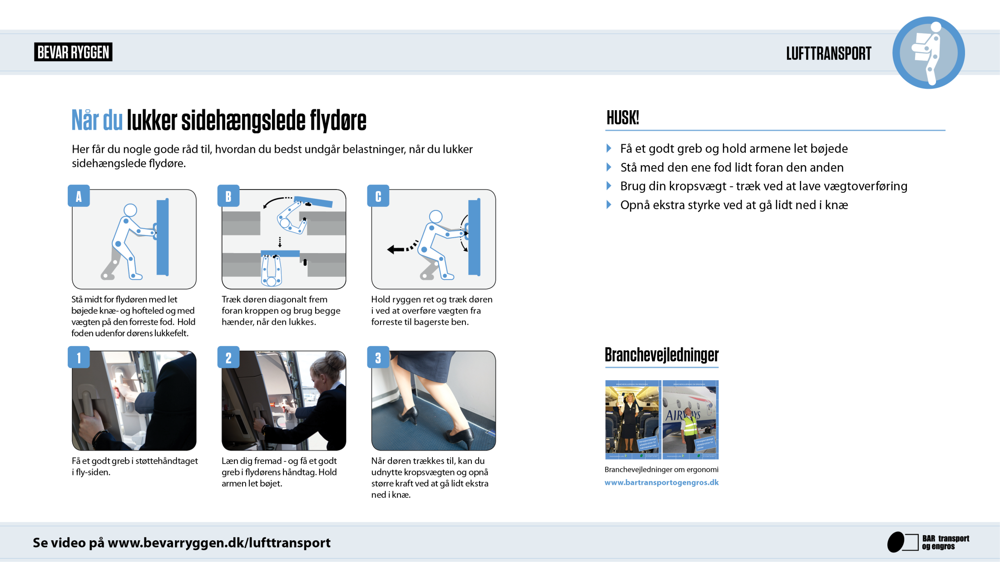 BEVAR RYGGEN
LUFTTRANSPORT
Når du lukker sidehængslede flydøre
Her får du nogle gode råd til, hvordan du bedst undgår belastninger, når du lukker
sidehængslede flydøre.
A
Stå midt for flydøren med let
bøjede knæ- og hofteled og med
vægten på den forreste fod. Hold
foden udenfor dørens lukkefelt.
B
Træk døren diagonalt frem
foran kroppen og brug begge
hænder, når den lukkes.
C
Hold ryggen ret og træk døren
i ved at overføre vægten fra
forreste til bagerste ben.
1
Få et godt greb i støttehåndtaget
i fly-siden.
2
Læn dig fremad - og få et godt
greb i flydørens håndtag. Hold
armen let bøjet.
3
Når døren trækkes til, kan du
udnytte kropsvægten og opnå
større kraft ved at gå lidt ekstra
ned i knæ.
HUSK!
Få et godt greb og hold armene let bøjede
Stå med den ene fod lidt foran den anden
Brug din kropsvægt - træk ved at lave vægtoverføring
Opnå ekstra styrke ved at gå lidt ned i knæ
Branchevejledninger
AIRWAYS
Branchevejledninger om ergonomi
www.bartransportogengros.dk
Se video på www.bevarryggen.dk/lufttransport
BAR transport
og engros